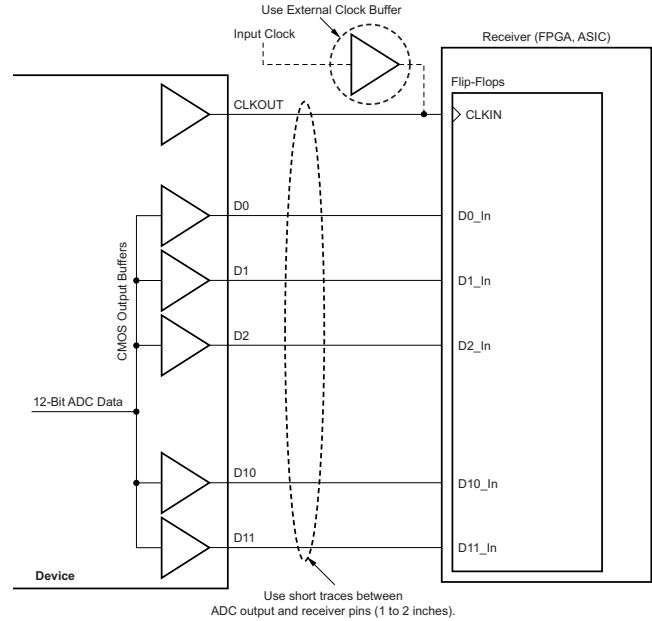 Use External Clock Buffer
Input Clock
Receiver (FPGA, ASIC)
Flip-Flops
CLKOUT
CLKIN
D0
D0_In
CMOS Output Buffers
D1
D1_In
D2
D2_In
12-Bit ADC Data
D10
D10_In
D11
D11_In
Device
Use short traces between
ADC output and receiver pins (1 to 2 inches).